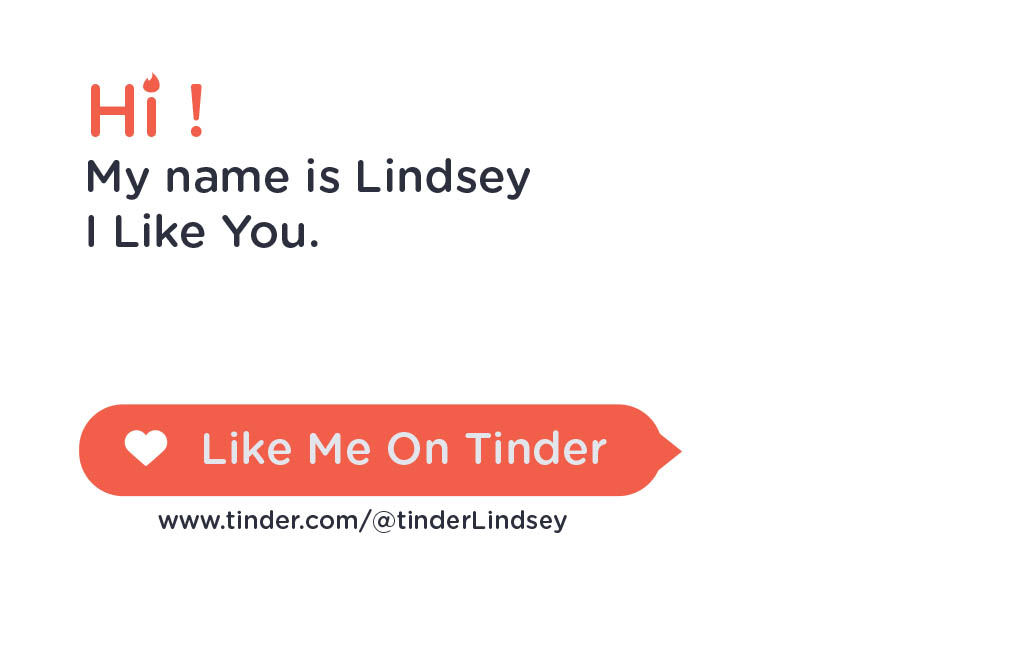 Hi !
My name is Lindsey
I Like You.
Like Me On Tinder
www.tinder.com/@tinderLindsey